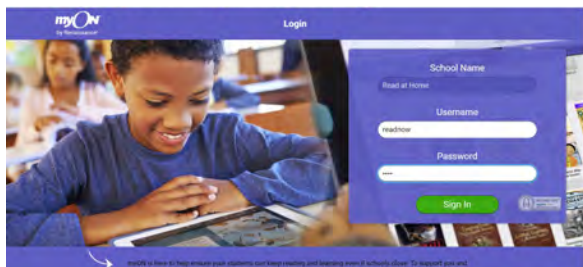 myON
by Renaissance
Login
School Name
Read at Home
Username
readnow
Password
Sign In
myON is here to help ensure your students can keep reading and learning even if schools close. To support you and